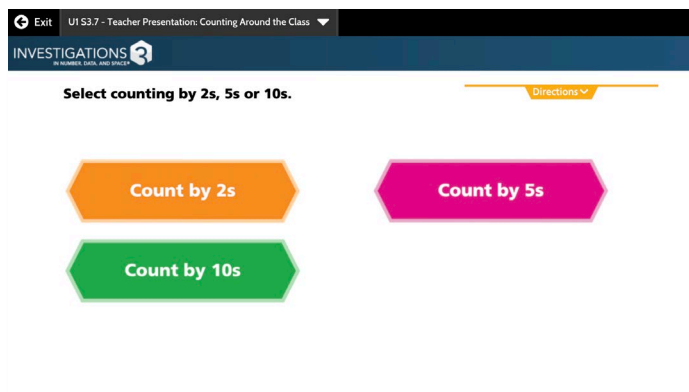 Exit U1 S3.7 - Teacher Presentation: Counting Around the Class
INVESTIGATIONS 3
IN NUMBER, DATA, AND SPACE®
Select counting by 2s, 5s or 10s.
Directions
Count by 2s
Count by 5s
Count by 10s